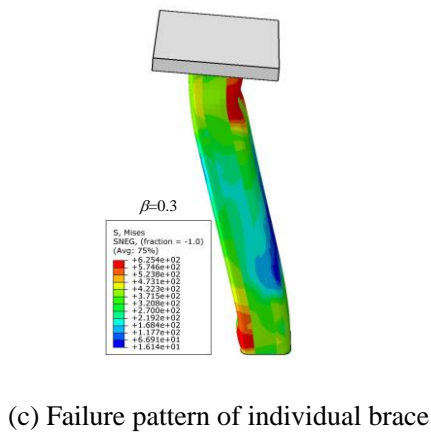 β=0.3
S, Mises
SNEG, (fraction = -1.0)
(Avg: 75%)
+6.254e+02
+5.746e+02
+5.238e+02
+4.731e+02
+4.223e+02
+3.715e+02
+3.208e+02
+2.700e+02
+2.192e+02
+1.684e+02
+1.177e+02
+6.691e+01
+1.614e+01
(c) Failure pattern of individual brace